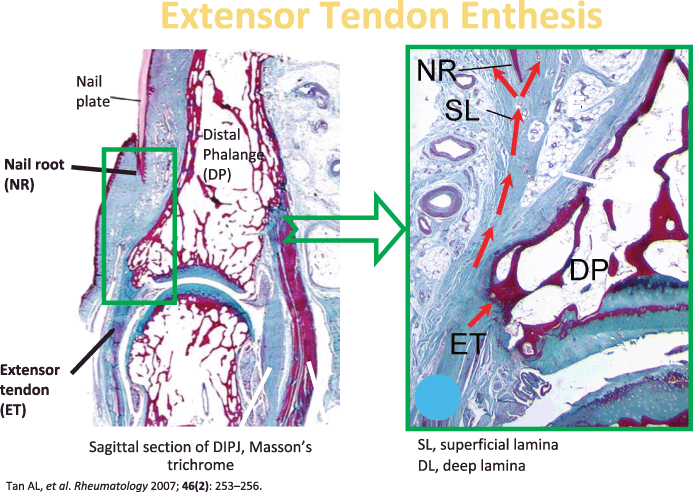 Extensor Tendon Enthesis
Nail
plate
Nail root
(NR)
Distal
Phalange
(DP)
Extensor
tendon
(ET)
NR
SL
DP
ET
Sagittal section of DIPJ, Masson's
trichrome
SL, superficial lamina
DL, deep lamina
Tan AL, et al. Rheumatology 2007; 46(2): 253–256.